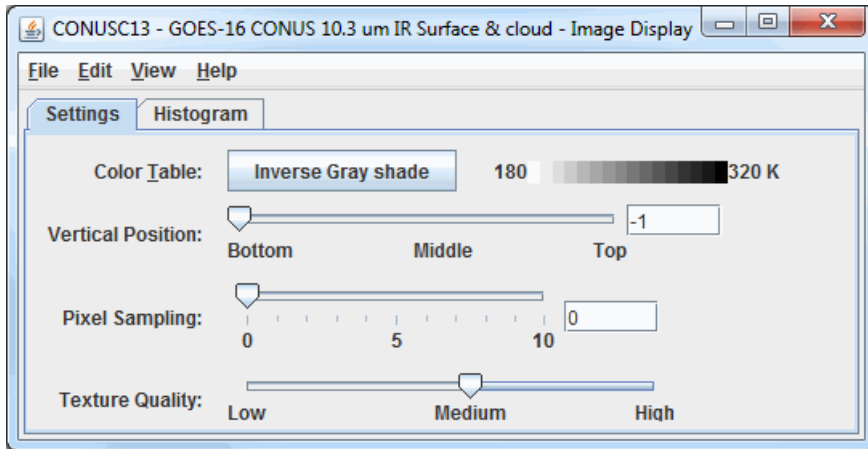 CONUSC13 - GOES-16 CONUS 10.3 um IR Surface & cloud - Image Display
File Edit View Help
Settings Histogram
Color Table: Inverse Gray shade 180 320 K
Vertical Position: -1
Bottom Middle Top
Pixel Sampling: 0
0 5 10
Texture Quality:
Low Medium High